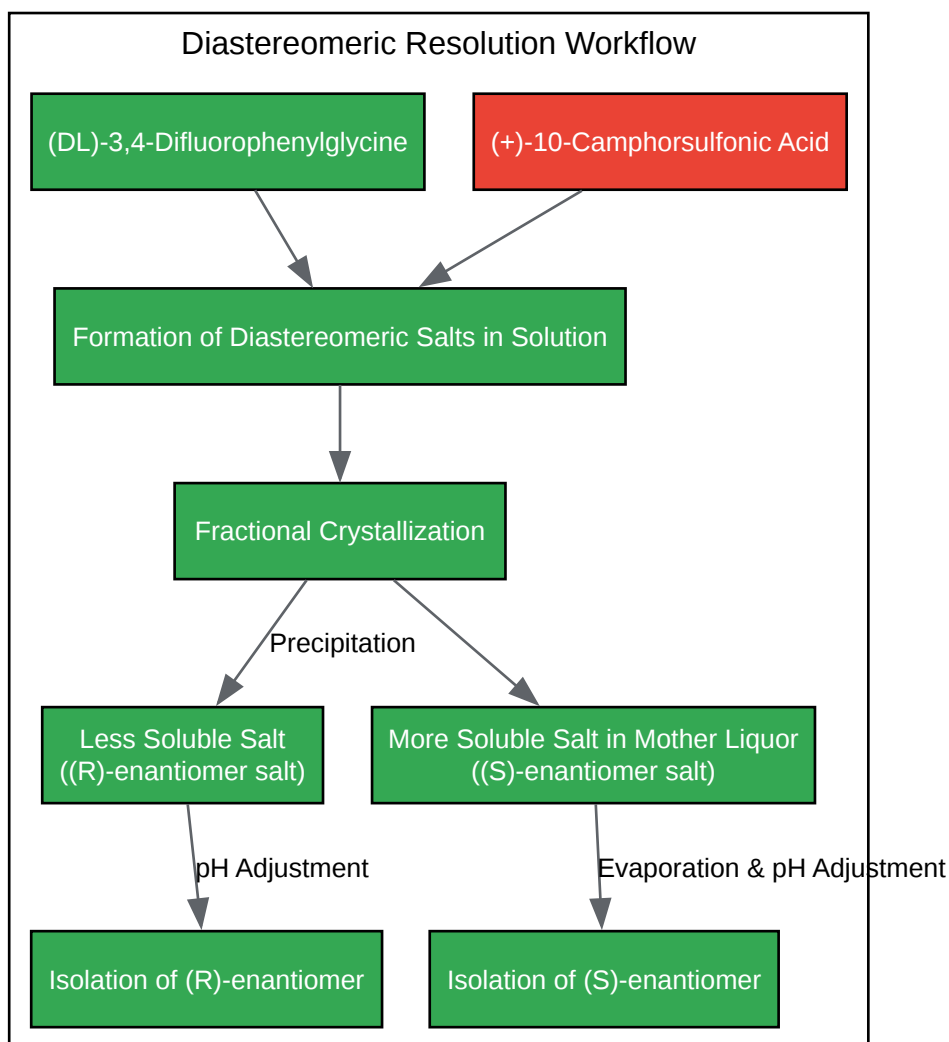 Diastereomeric Resolution Workflow
(DL)-3,4-Difluorophenylglycine
(+)-10-Camphorsulfonic Acid
Formation of Diastereomeric Salts in Solution
Fractional Crystallization
Precipitation
Less Soluble Salt
((R)-enantiomer salt)
More Soluble Salt in Mother Liquor
((S)-enantiomer salt)
pH Adjustment
Evaporation & pH Adjustment
Isolation of (R)-enantiomer
Isolation of (S)-enantiomer